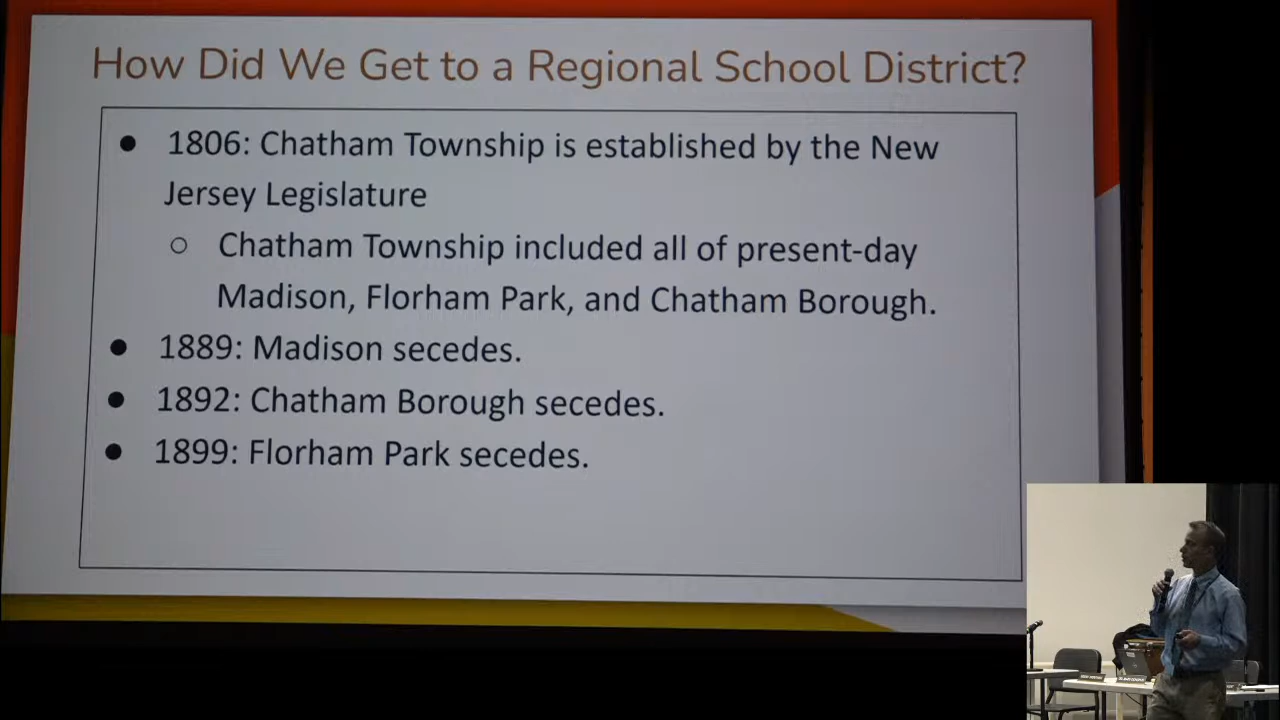 How Did We Get to a Regional School District?
● 1806: Chatham Township is established by the New
Jersey Legislature
○ Chatham Township included all of present-day
Madison, Florham Park, and Chatham Borough.
● 1889: Madison secedes.
● 1892: Chatham Borough secedes.
● 1899: Florham Park secedes.